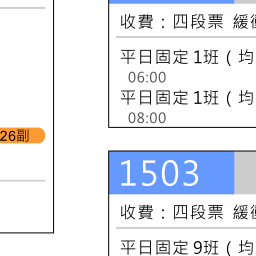 26副
收費：四段票 緩
平日固定 1班 ( 均
06:00
平日固定 1班 ( 均
08:00
1503
收費：四段票 緩
平日固定 9班 ( 均